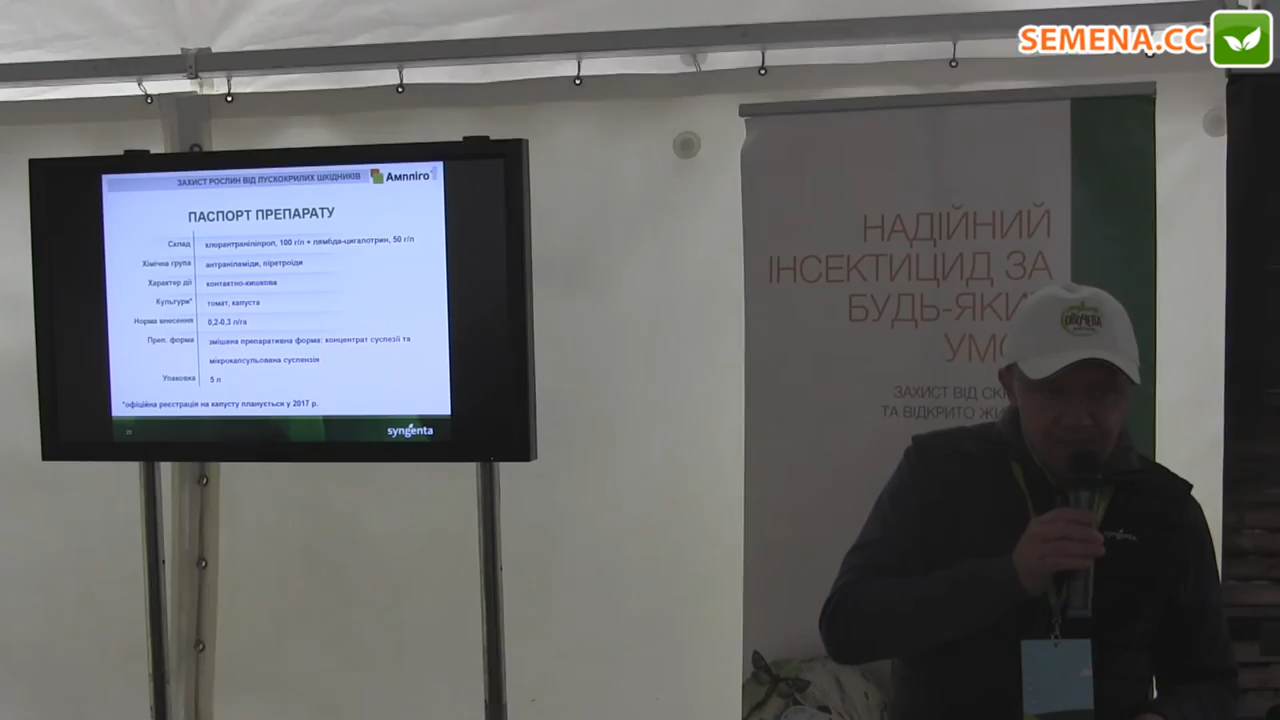 SEMENA.CC
ЗАХИСТ РОСЛИН ВІД ЛУСКОКРИЛИХ ШКІДНИКІВ
Ампліго
ПАСПОРТ ПРЕПАРАТУ
Склад хлорантраніліпрол, 100 г/л + лямбда-цигалотрин, 50 г/л
Хімічна група антраніламіди, піретроїди
Характер дії контактно-кишкова
Культури* томат, капуста
Норма внесення 0,2-0,3 л/га
Преп. форма змішана препаративна форма: концентрат суспезії та
мікрокапсульована суспензія
Упаковка 5 л
*офіційна реєстрація на капусту планується у 2017 р.
syngenta
НАДІЙНИЙ
ІНСЕКТИЦИД ЗА
БУДЬ-ЯКИ
УМ
ЗАХИСТ ВІД
ТА ВІДКРИТО
syngenta